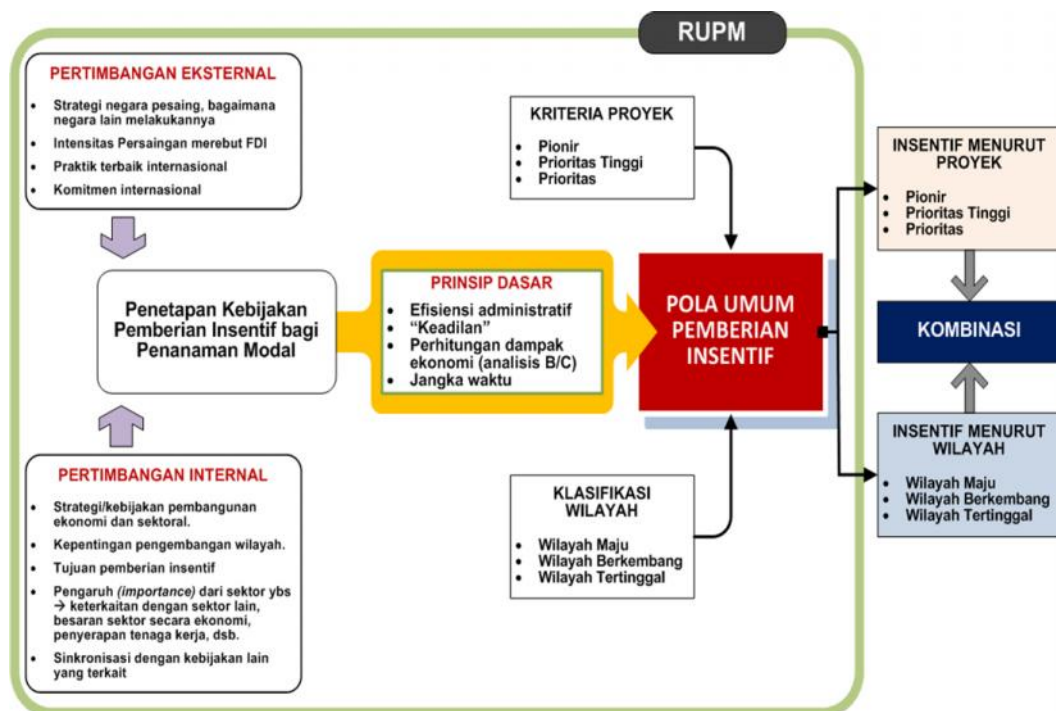 RUPM
PERTIMBANGAN EKSTERNAL
• Strategi negara pesaing, bagaimana
negara lain melakukannya
• Intensitas Persaingan merebut FDI
• Praktik terbaik internasional
• Komitmen internasional
Penetapan Kebijakan
Pemberian Insentif bagi
Penanaman Modal
PERTIMBANGAN INTERNAL
• Strategi/kebijakan pembangunan
ekonomi dan sektoral.
• Kepentingan pengembangan wilayah.
• Tujuan pemberian insentif
• Pengaruh (importance) dari sektor ybs
→ keterkaitan dengan sektor lain,
besaran sektor secara ekonomi,
penyerapan tenaga kerja, dsb.
• Sinkronisasi dengan kebijakan lain
yang terkait
PRINSIP DASAR
• Efisiensi administratif
• “Keadilan”
• Perhitungan dampak
ekonomi (analisis B/C)
• Jangka waktu
KRITERIA PROYEK
• Pionir
• Prioritas Tinggi
• Prioritas
POLA UMUM
PEMBERIAN
INSENTIF
KLASIFIKASI
WILAYAH
• Wilayah Maju
• Wilayah Berkembang
• Wilayah Tertinggal
INSENTIF MENURUT
PROYEK
• Pionir
• Prioritas Tinggi
• Prioritas
KOMBINASI
INSENTIF MENURUT
WILAYAH
• Wilayah Maju
• Wilayah Berkembang
• Wilayah Tertinggal